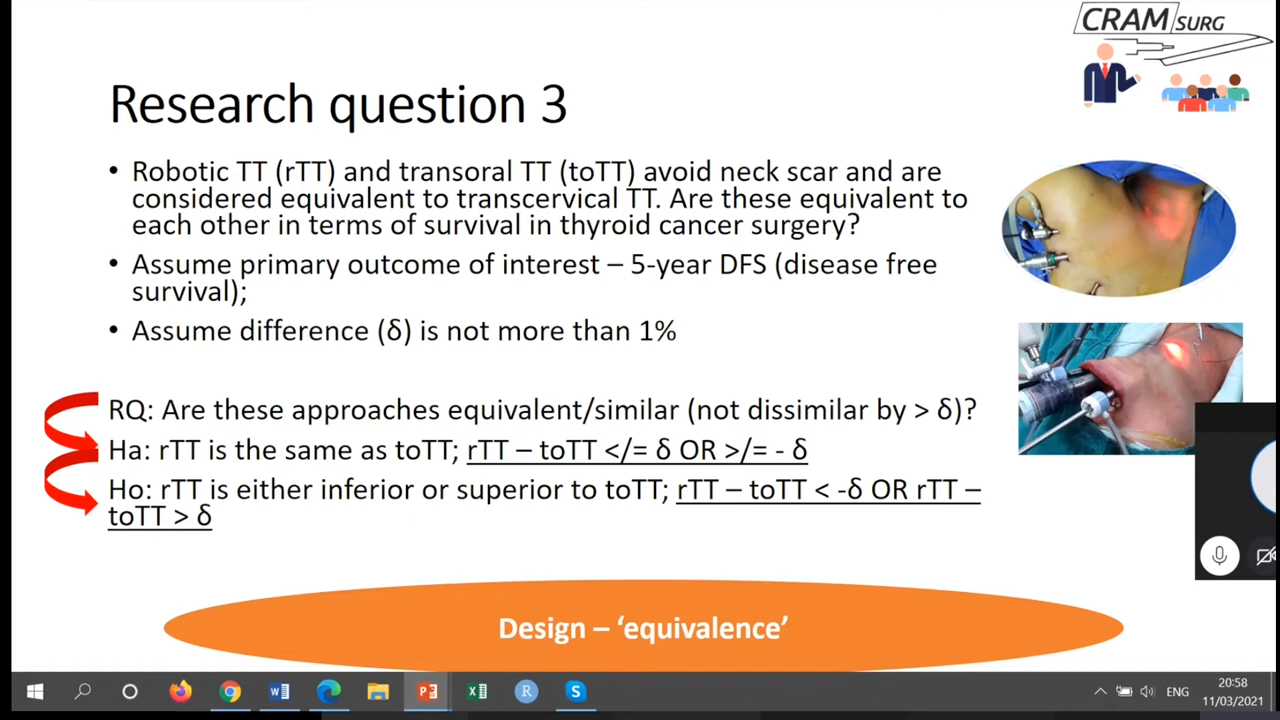 CRAM SURG
Research question 3
• Robotic TT (rTT) and transoral TT (toTT) avoid neck scar and are
considered equivalent to transcervical TT. Are these equivalent to
each other in terms of survival in thyroid cancer surgery?
• Assume primary outcome of interest – 5-year DFS (disease free
survival);
• Assume difference (δ) is not more than 1%
RQ: Are these approaches equivalent/similar (not dissimilar by > δ)?
Ha: rTT is the same as toTT; rTT – toTT </= δ OR >/= - δ
Ho: rTT is either inferior or superior to toTT; rTT – toTT < -δ OR rTT –
toTT > δ
Design – ‘equivalence’
ENG
20:58
11/03/2021